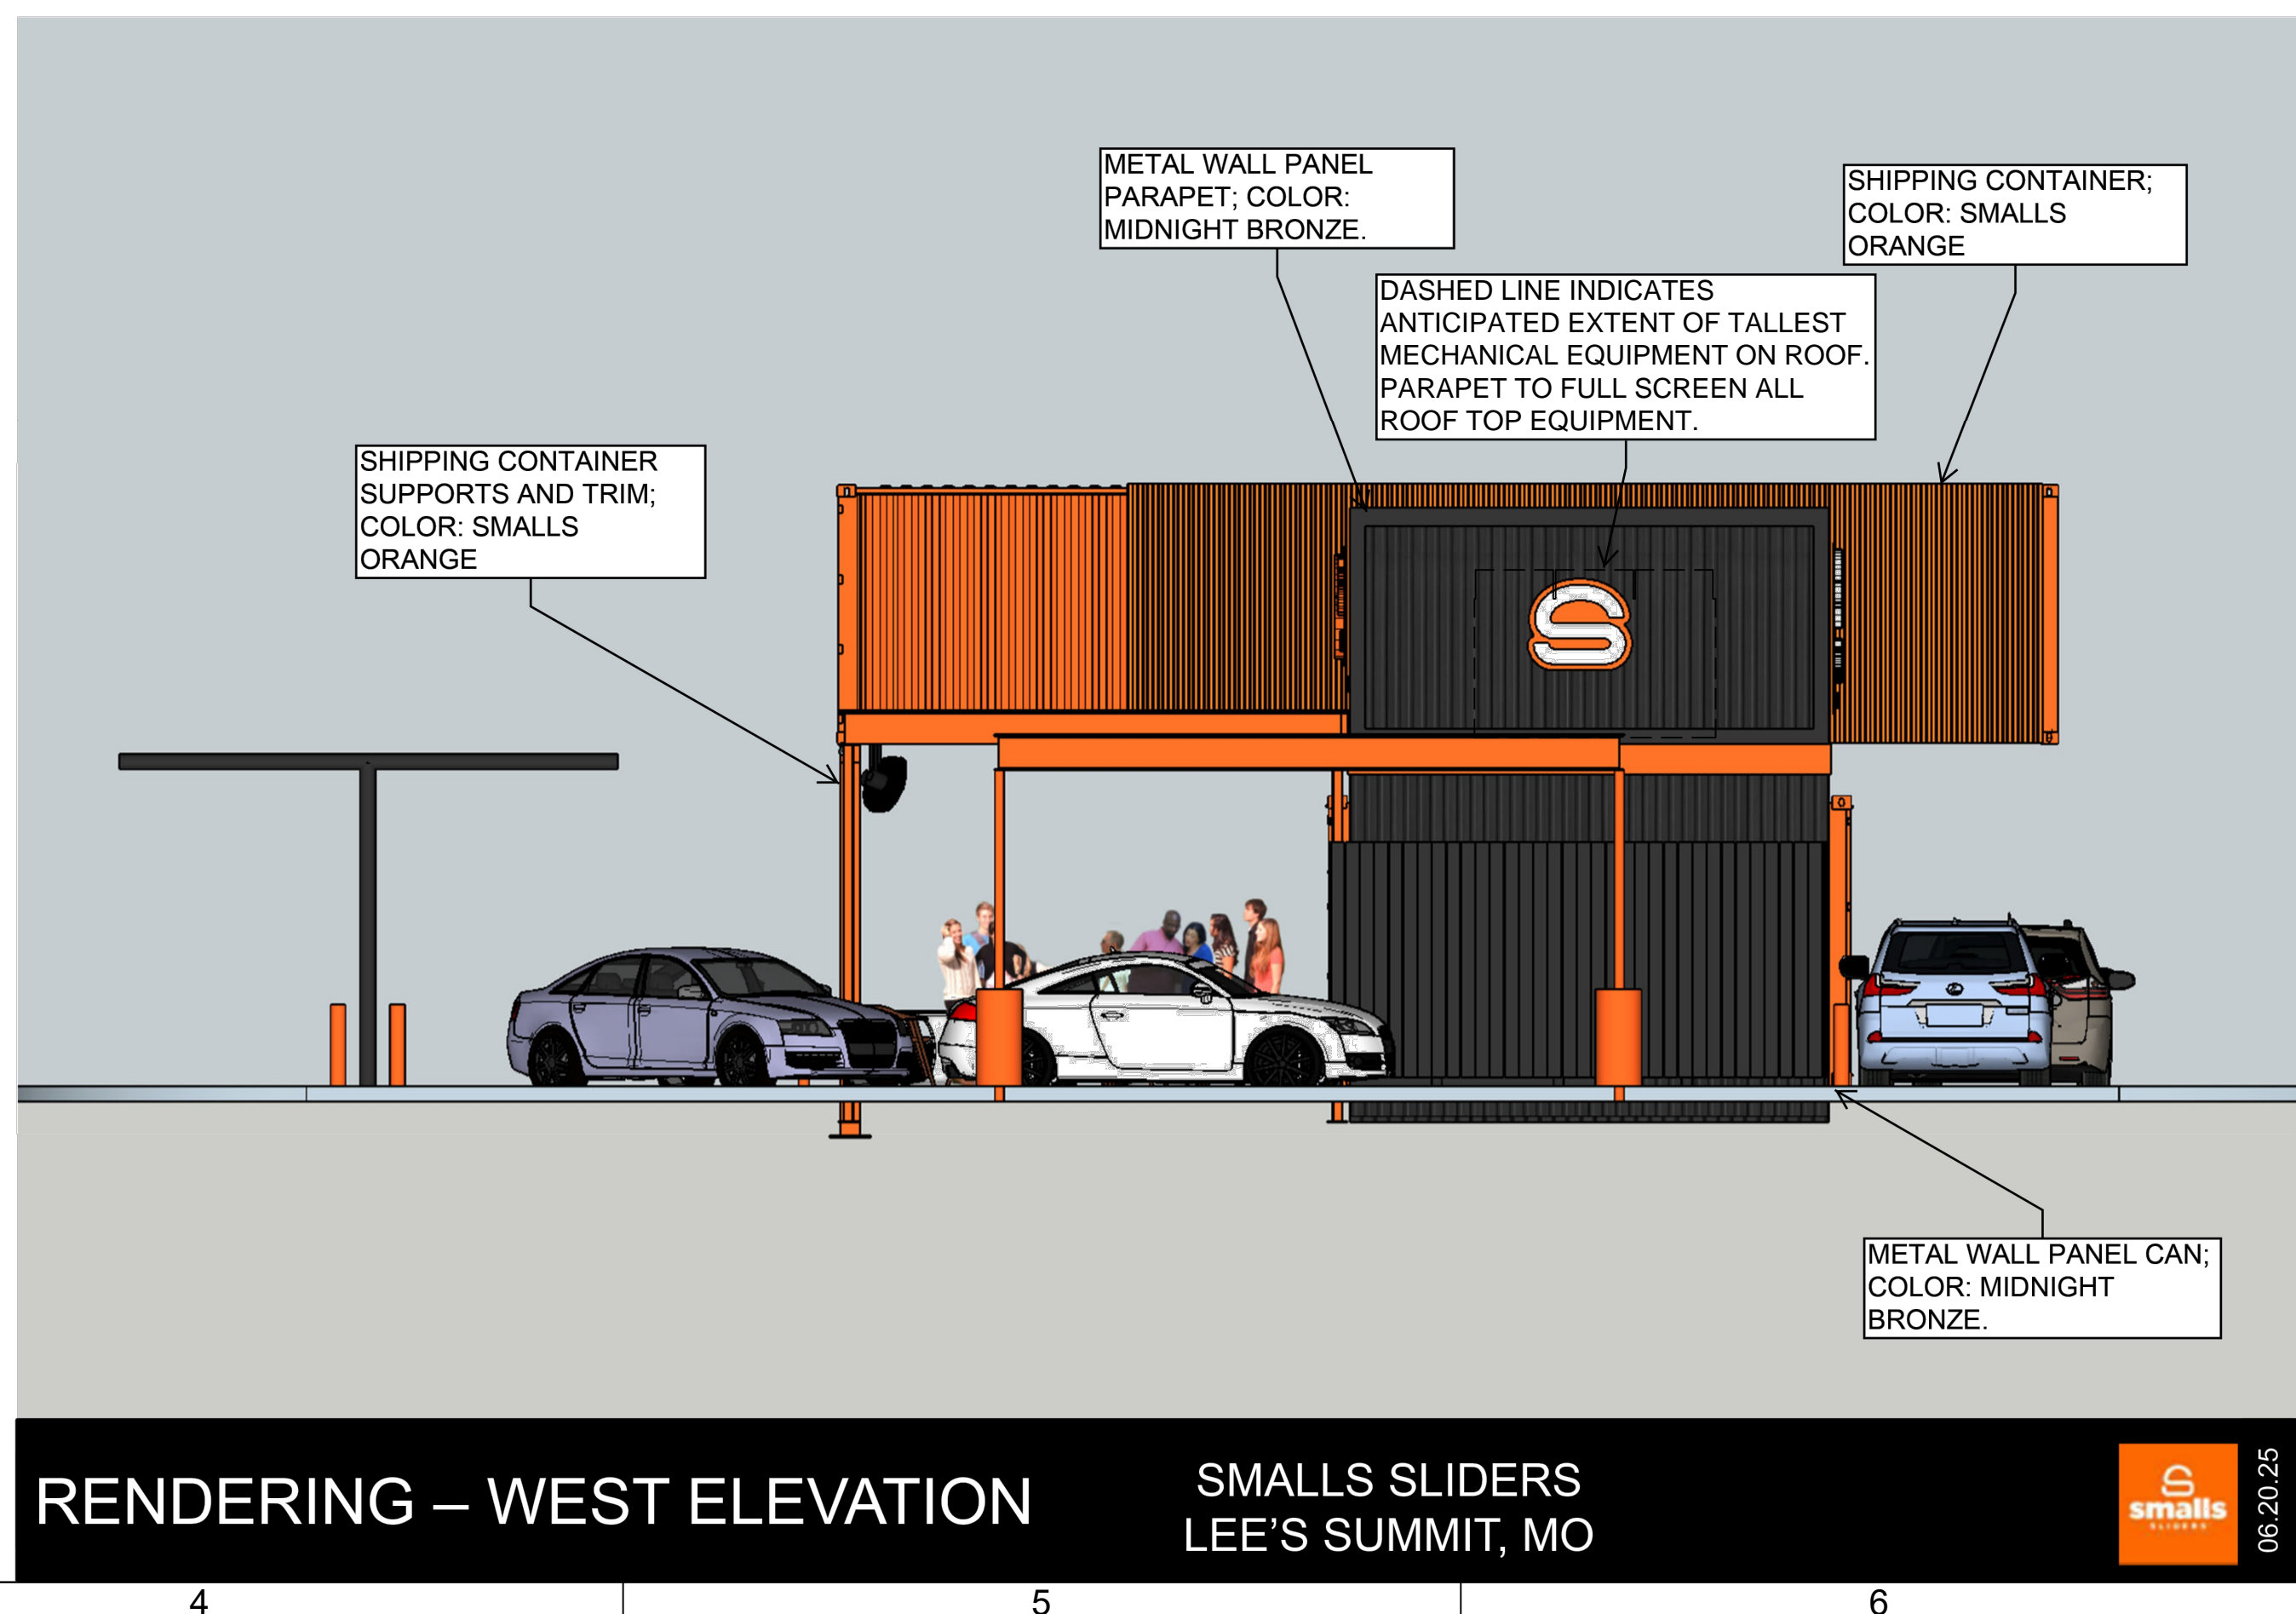 METAL WALL PANEL
PARAPET; COLOR:
MIDNIGHT BRONZE.
SHIPPING CONTAINER;
COLOR: SMALLS
ORANGE
DASHED LINE INDICATES
ANTICIPATED EXTENT OF TALLEST
MECHANICAL EQUIPMENT ON ROOF.
PARAPET TO FULL SCREEN ALL
ROOF TOP EQUIPMENT.
SHIPPING CONTAINER
SUPPORTS AND TRIM;
COLOR: SMALLS
ORANGE
S
METAL WALL PANEL CAN;
COLOR: MIDNIGHT
BRONZE.
RENDERING – WEST ELEVATION
SMALLS SLIDERS
LEE’S SUMMIT, MO
S
smalls
SLIDERS
06.20.25
4
5
6